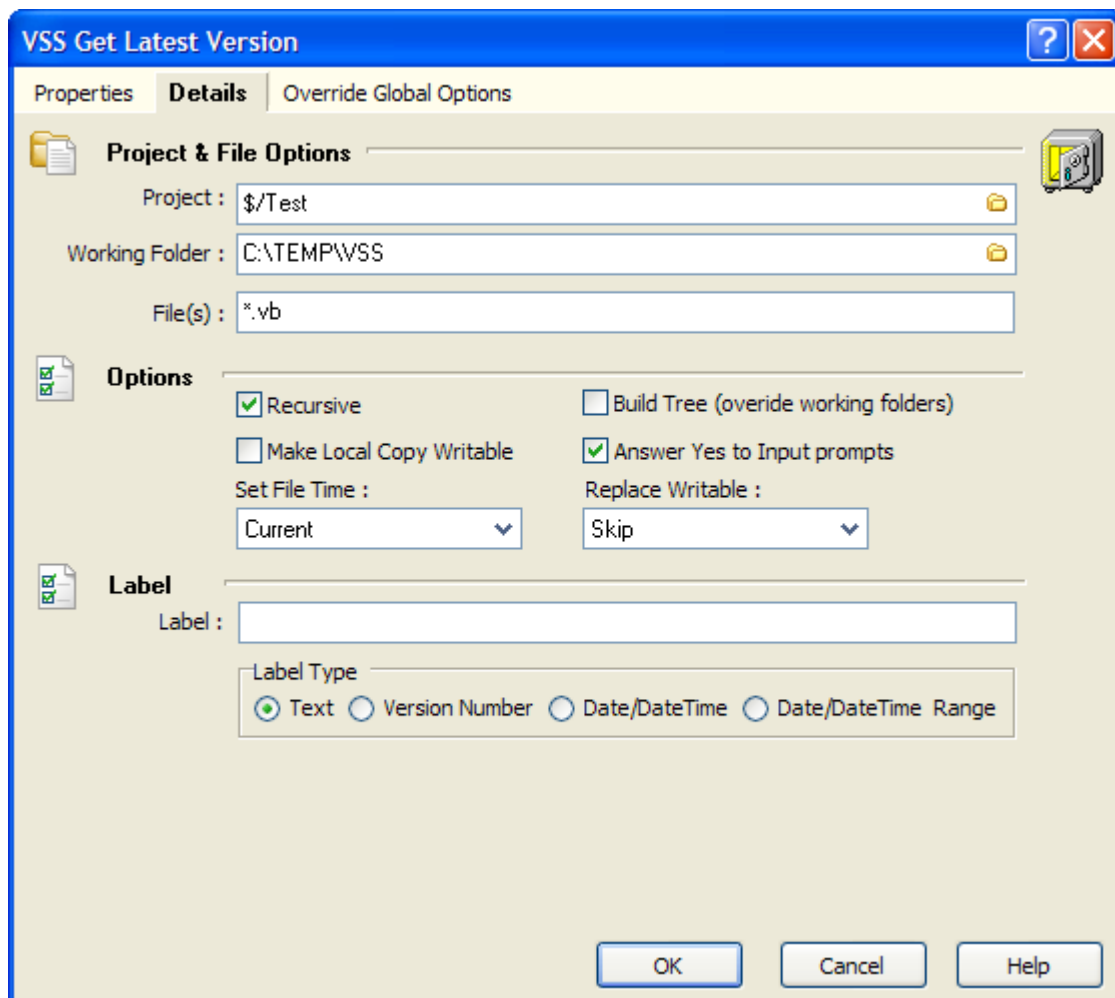 VSS Get Latest Version
Properties Details Override Global Options
Project & File Options
Project : $/Test
Working Folder : C:\TEMP\VSS
File(s) : *.vb
Options
Recursive Build Tree (overide working folders)
Make Local Copy Writable Answer Yes to Input prompts
Set File Time : Replace Writable :
Current Skip
Label
Label :
Label Type
Text Version Number Date/DateTime Date/DateTime Range
OK Cancel Help